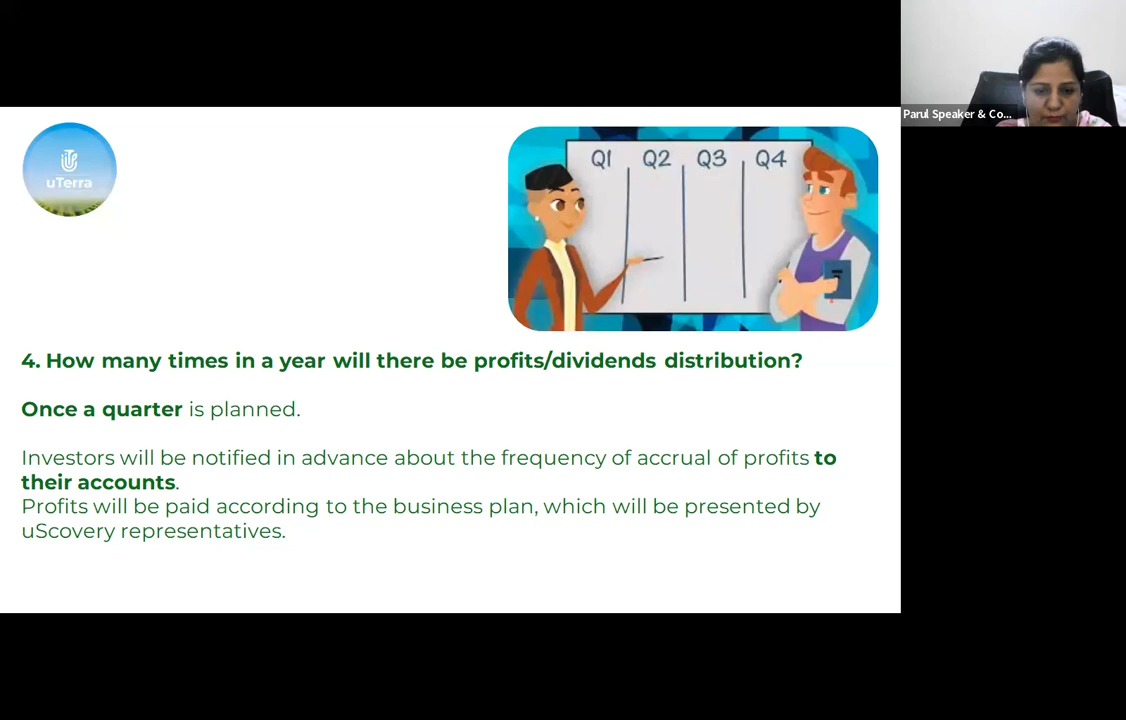 Parul Speaker & Co...
uTerra
Q1 Q2 Q3 Q4
4. How many times in a year will there be profits/dividends distribution?
Once a quarter is planned.
Investors will be notified in advance about the frequency of accrual of profits to
their accounts.
Profits will be paid according to the business plan, which will be presented by
uScovery representatives.